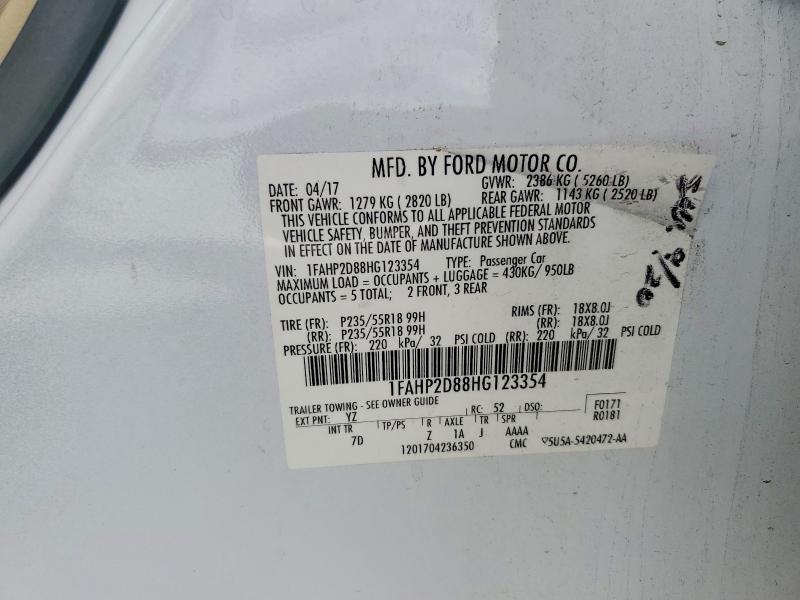 MFD. BY FORD MOTOR CO.
DATE: 04/17 GVWR: 2386 KG ( 5260 LB)
FRONT GAWR: 1279 KG ( 2820 LB) REAR GAWR: 1143 KG ( 2520 LB)
THIS VEHICLE CONFORMS TO ALL APPLICABLE FEDERAL MOTOR
VEHICLE SAFETY, BUMPER, AND THEFT PREVENTION STANDARDS
IN EFFECT ON THE DATE OF MANUFACTURE SHOWN ABOVE.
VIN: 1FAHP2D88HG123354 TYPE: Passenger Car
MAXIMUM LOAD = OCCUPANTS + LUGGAGE = 430KG/ 950LB
OCCUPANTS = 5 TOTAL; 2 FRONT, 3 REAR
TIRE (FR): P235/55R18 99H RIMS (FR): 18X8.0J
(RR): P235/55R18 99H (RR): 18X8.0J
PRESSURE (FR): 220 kPa/ 32 PSI COLD (RR): 220 kPa/ 32 PSI COLD
1FAHP2D88HG123354
TRAILER TOWING - SEE OWNER GUIDE
EXT PNT: YZ RC: 52 DSO: F0171
INT TR TP/PS R AXLE TR SPR R0181
7D Z 1A J AAAA
1201704236350 CMC ▽5U5A-5420472-AA